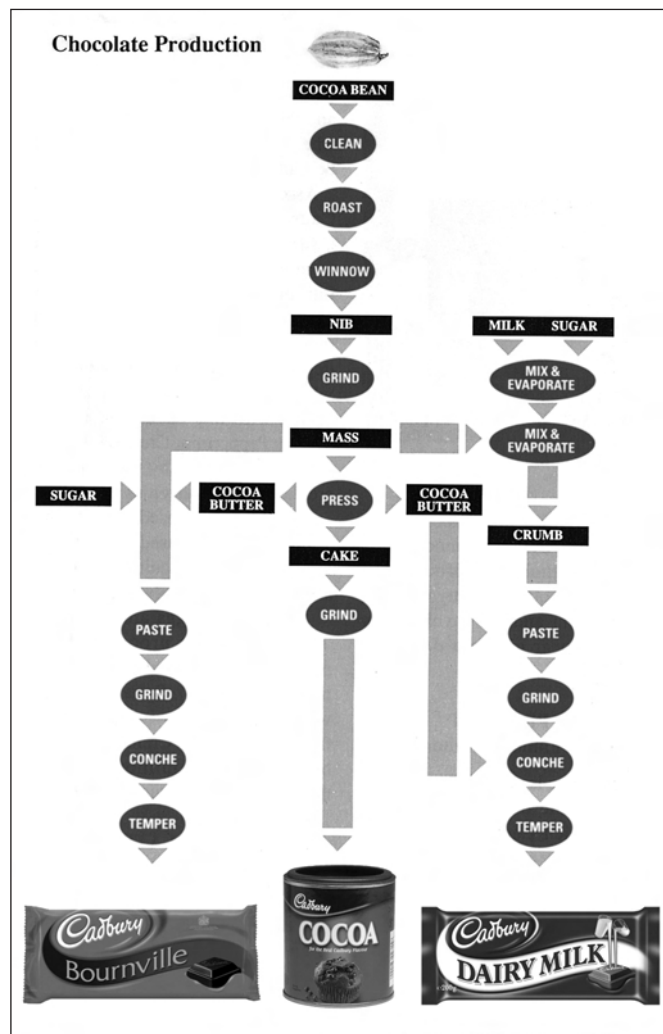 Chocolate Production
COCOA BEAN
CLEAN
ROAST
WINNOW
NIB
MILK SUGAR
GRIND
MIX &
EVAPORATE
MASS
MIX &
EVAPORATE
SUGAR
COCOA
BUTTER
PRESS
COCOA
BUTTER
CRUMB
CAKE
GRIND
PASTE
PASTE
GRIND
GRIND
CONCHE
CONCHE
TEMPER
TEMPER
Cadbury
Bournville
Cadbury
COCOA
Cadbury
DAIRY MILK